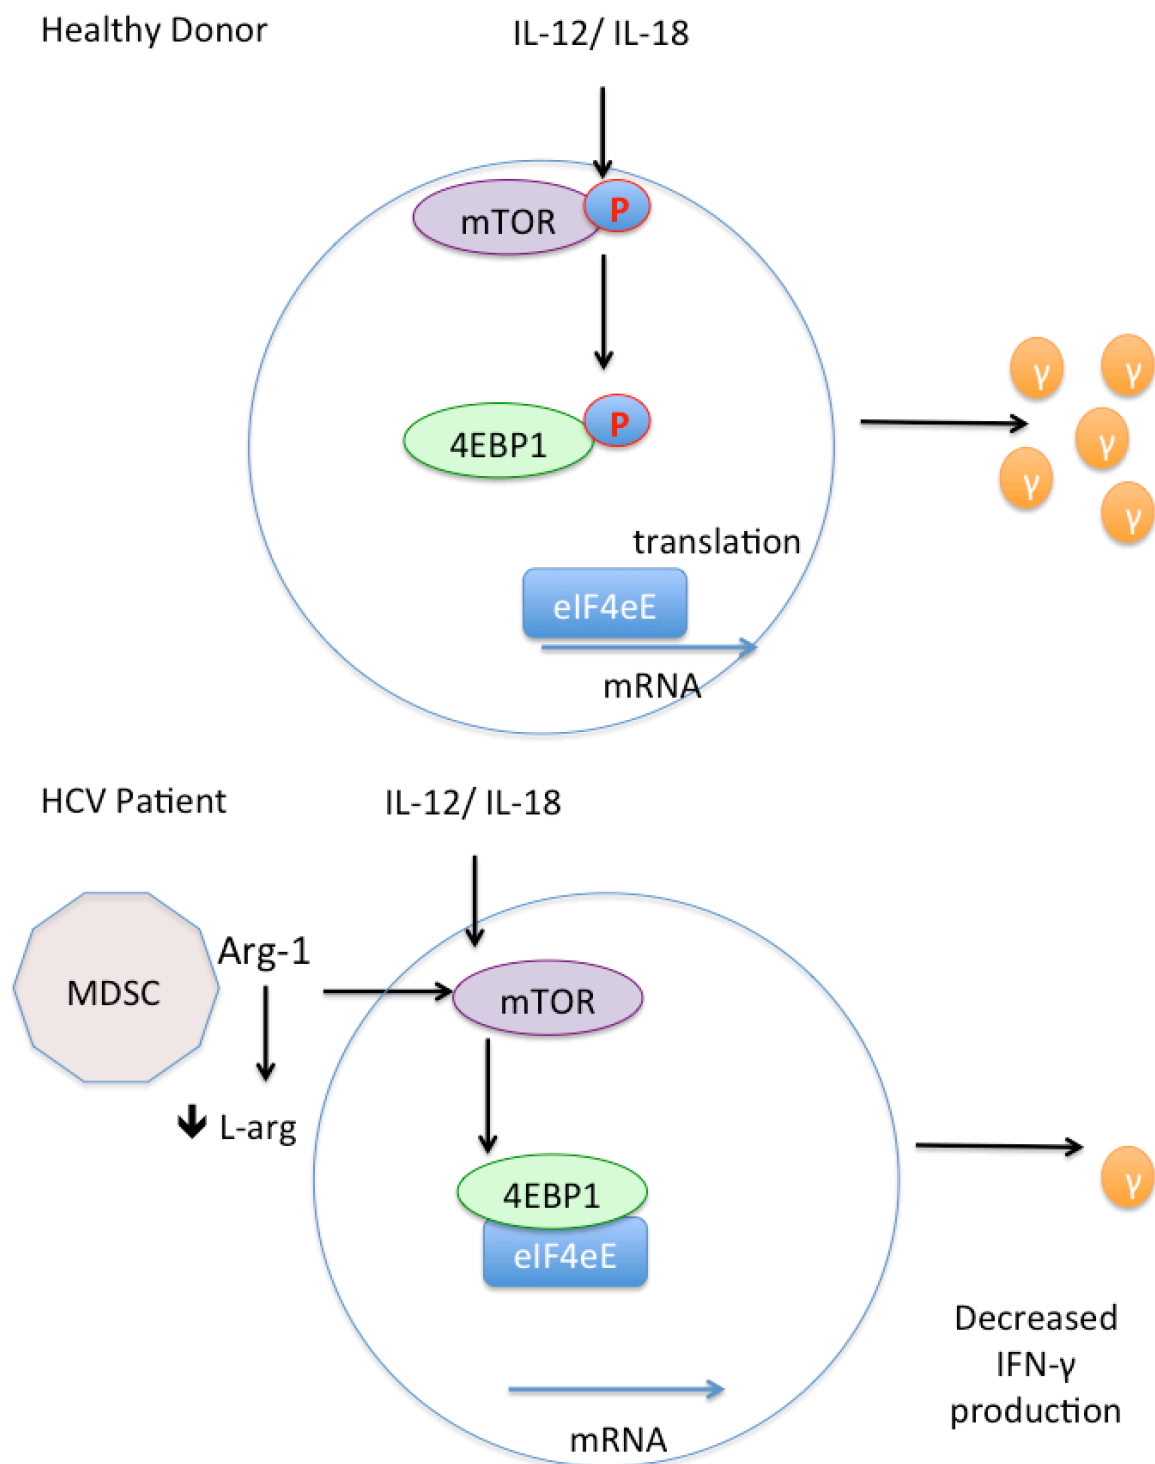 Healthy Donor
IL-12/ IL-18
mTOR
P
4EBP1
P
γ
γ
γ
γ
γ
translation
eIF4eE
mRNA
HCV Patient
IL-12/ IL-18
MDSC
Arg-1
mTOR
L-arg
4EBP1
eIF4eE
γ
Decreased
IFN-γ
production
mRNA